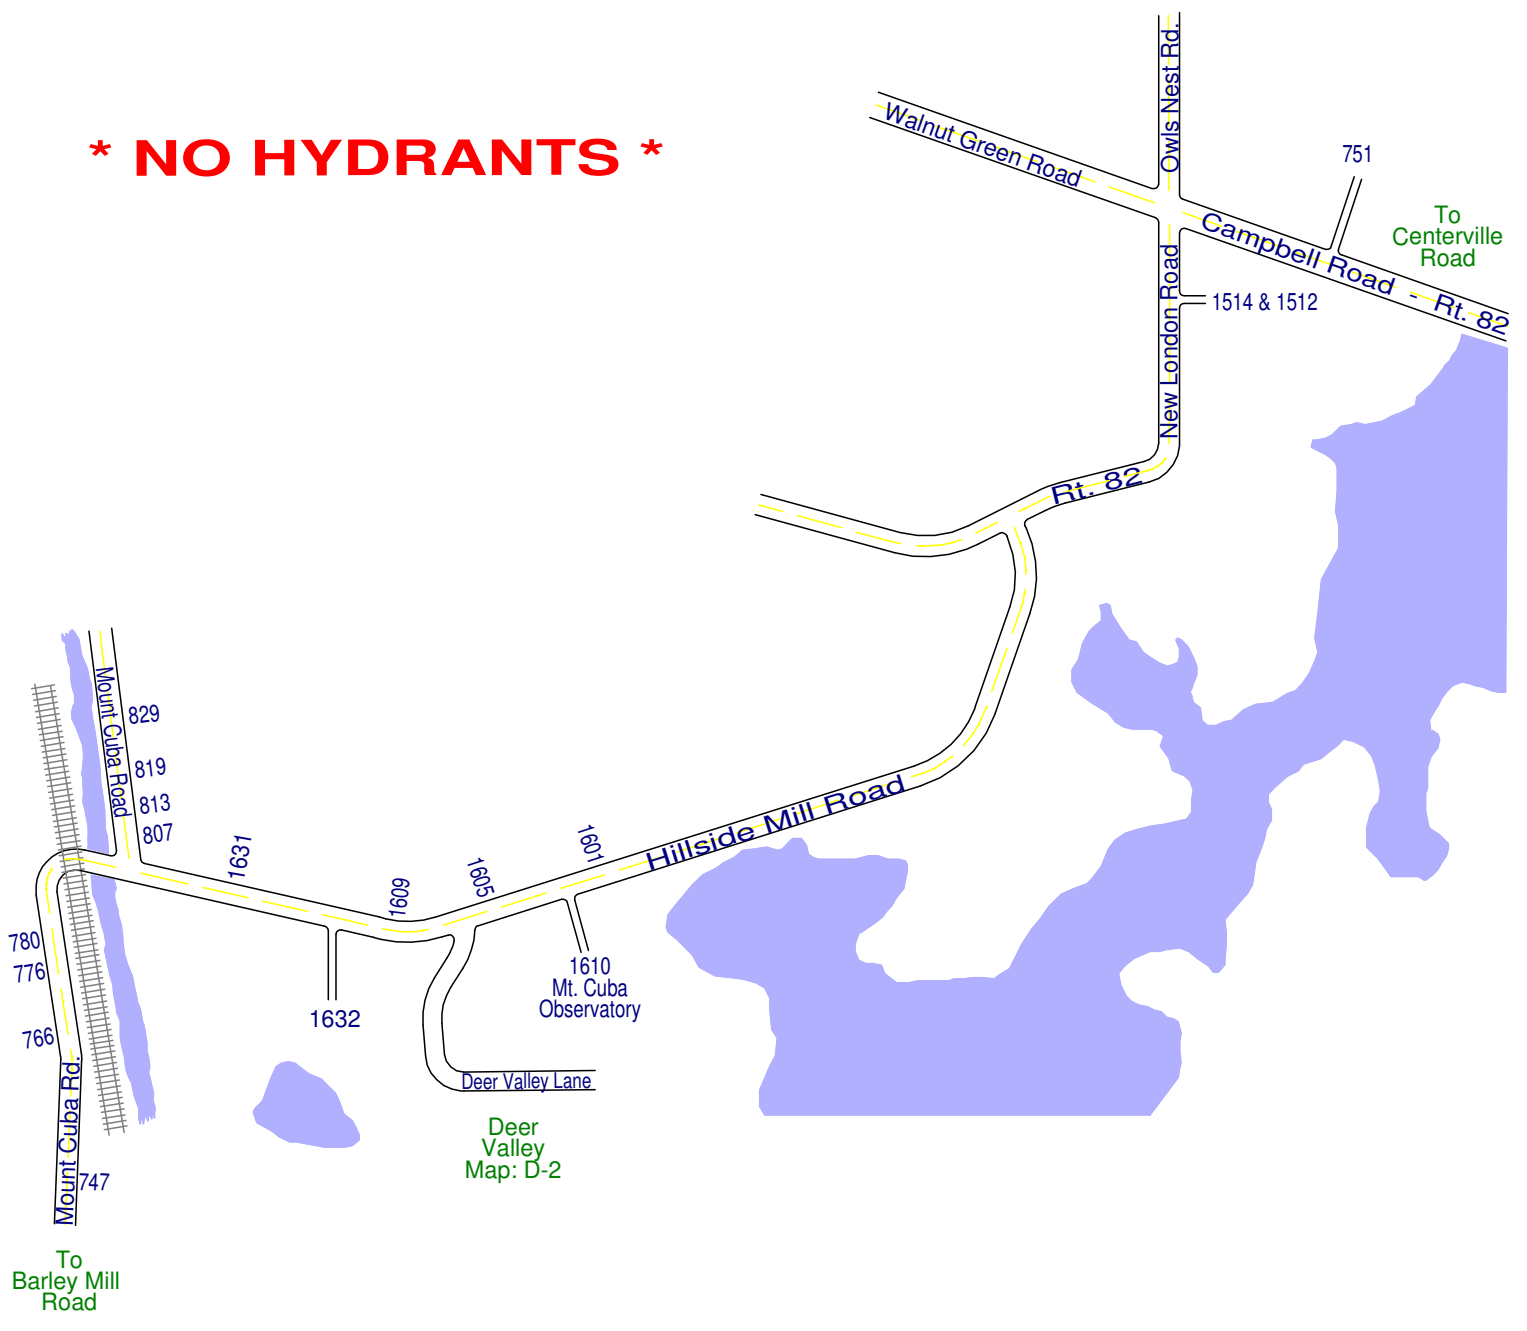 Owls Nest Rd.
Walnut Green Road
* NO HYDRANTS *
751
To
Centerville
Road
Campbell Road - Rt. 82
New London Road
1514 & 1512
Rt. 82
Mount Cuba Road
829
819
813
807
1631
1609
1605
1601
Hillside Mill Road
780
776
766
1632
1610
Mt. Cuba
Observatory
Mount Cuba Rd.
Deer Valley Lane
Deer
Valley
Map: D-2
747
To
Barley Mill
Road